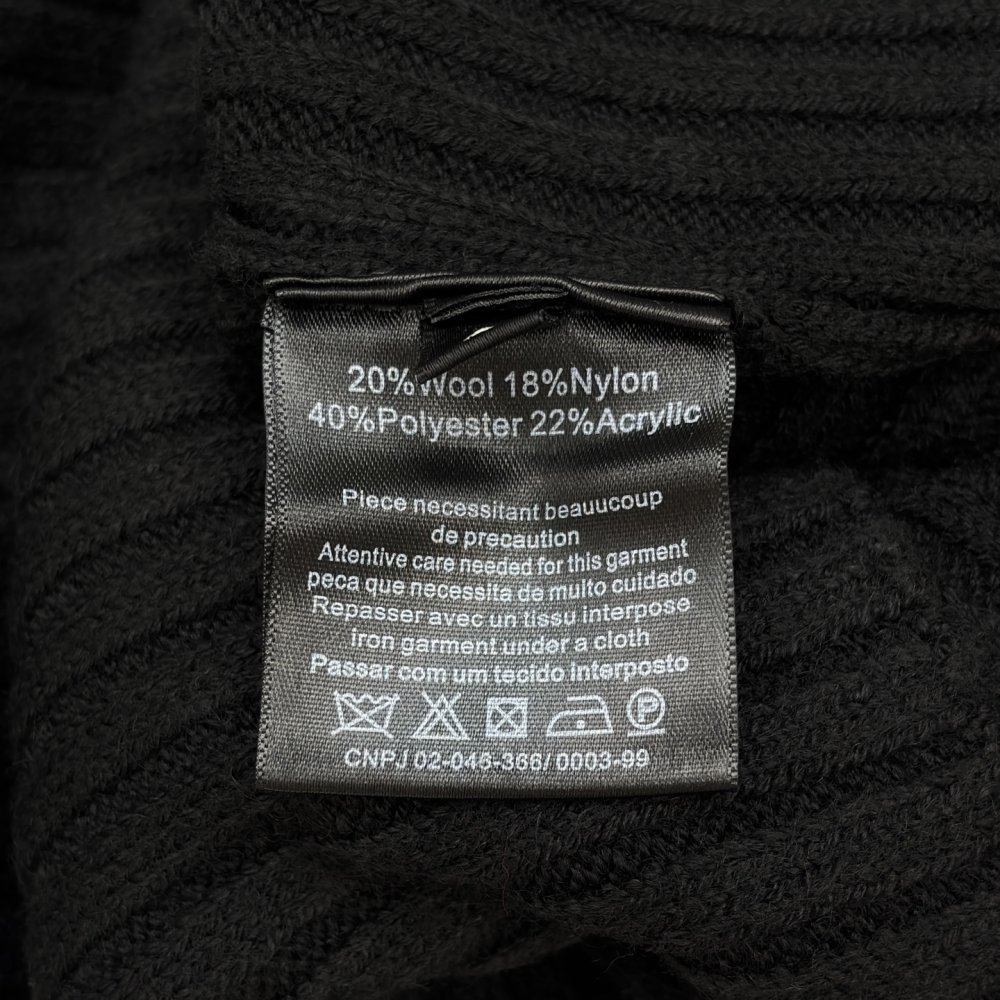 20%Wool 18%Nylon
40%Polyester 22%Acrylic
Piece necessitant beauucoup
de precaution
Attentive care needed for this garment
peca que necessita de muito cuidado
Repasser avec un tissu interpose
iron garment under a cloth
Passar com um tecido interposto
P
CNPJ 02-046-366/ 0003-99